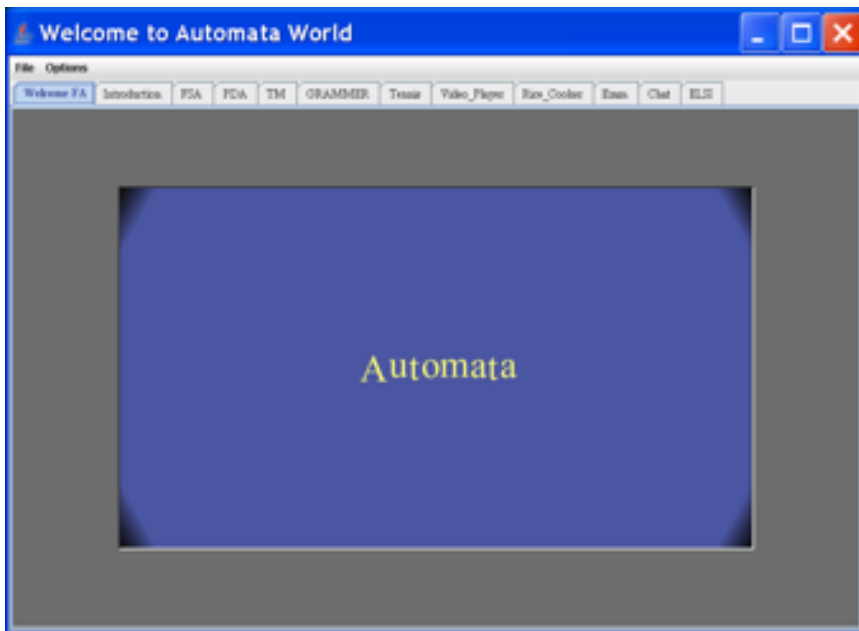 Welcome to Automata World
File Options
Welcome FA Introduction FSA PDA TM GRAMMER Tennis Video_Player Rice_Cooker Exam Chat ELSI
Automata